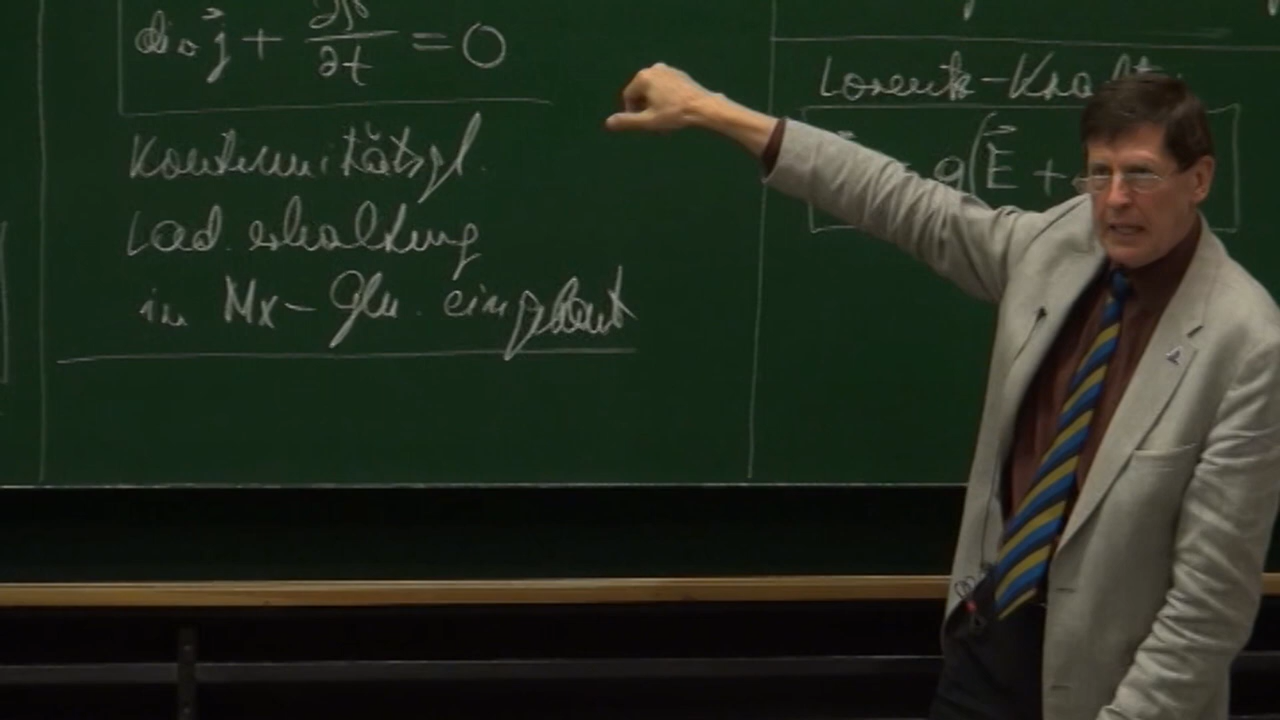 div j⃗ + ∂ρ/∂t = 0
Kontinuitätsgl.
Lad. erhaltung
in Mx-Gln. eingebaut
Lorentz-Kraft
q(E⃗ +